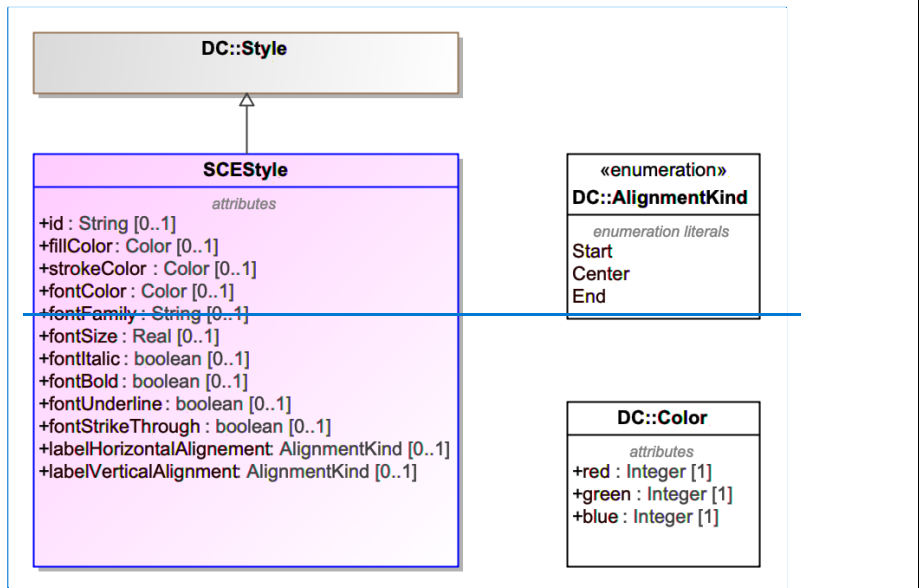 DC::Style
SCEStyle
attributes
+id : String [0..1]
+fillColor : Color [0..1]
+strokeColor : Color [0..1]
+fontColor : Color [0..1]
+fontFamily : String [0..1]
+fontSize : Real [0..1]
+fontItalic : boolean [0..1]
+fontBold : boolean [0..1]
+fontUnderline : boolean [0..1]
+fontStrikeThrough : boolean [0..1]
+labelHorizontalAlignement: AlignmentKind [0..1]
+labelVerticalAlignment: AlignmentKind [0..1]
«enumeration»
DC::AlignmentKind
enumeration literals
Start
Center
End
DC::Color
attributes
+red : Integer [1]
+green : Integer [1]
+blue : Integer [1]